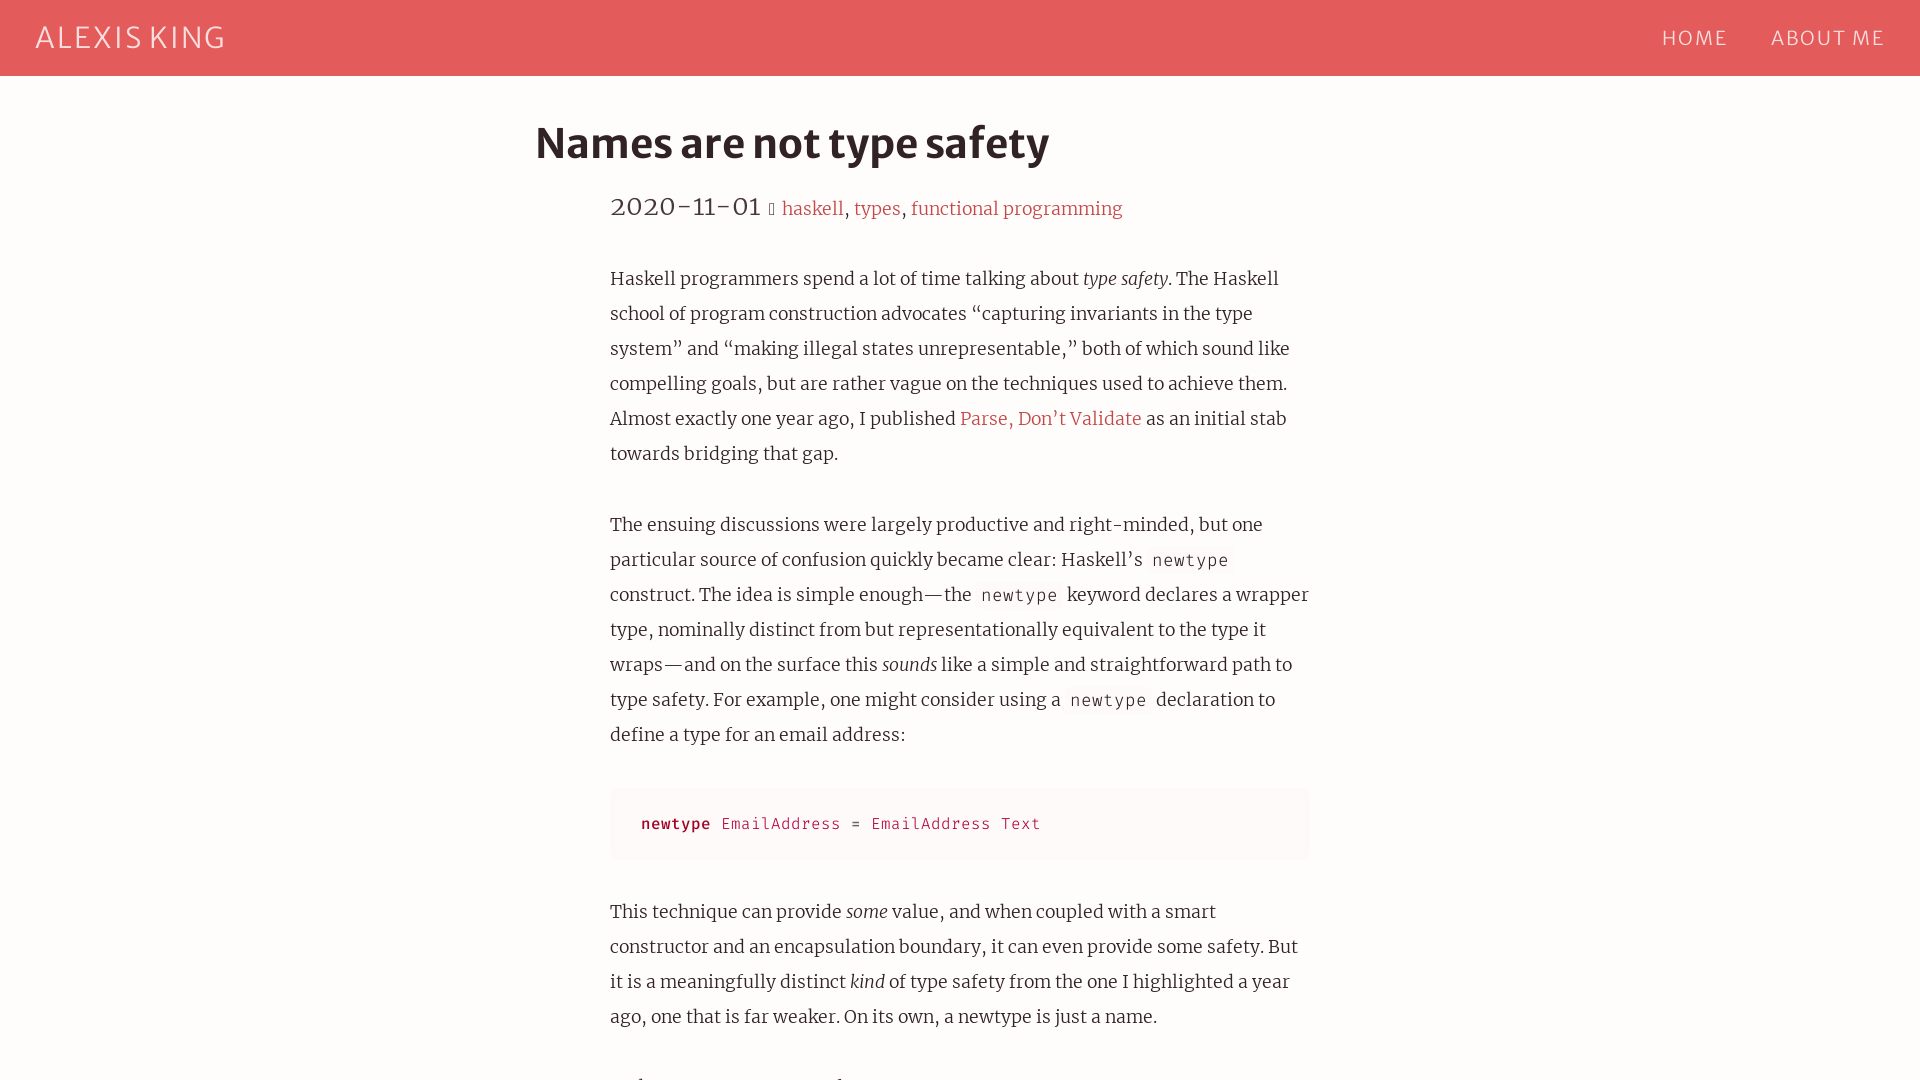 ALEXIS KING
HOME
ABOUT ME
Names are not type safety
2020-11-01 haskell, types, functional programming
Haskell programmers spend a lot of time talking about type safety. The Haskell
school of program construction advocates “capturing invariants in the type
system” and “making illegal states unrepresentable,” both of which sound like
compelling goals, but are rather vague on the techniques used to achieve them.
Almost exactly one year ago, I published Parse, Don’t Validate as an initial stab
towards bridging that gap.
The ensuing discussions were largely productive and right-minded, but one
particular source of confusion quickly became clear: Haskell’s newtype
construct. The idea is simple enough—the newtype keyword declares a wrapper
type, nominally distinct from but representationally equivalent to the type it
wraps—and on the surface this sounds like a simple and straightforward path to
type safety. For example, one might consider using a newtype declaration to
define a type for an email address:
newtype EmailAddress = EmailAddress Text
This technique can provide some value, and when coupled with a smart
constructor and an encapsulation boundary, it can even provide some safety. But
it is a meaningfully distinct kind of type safety from the one I highlighted a year
ago, one that is far weaker. On its own, a newtype is just a name.